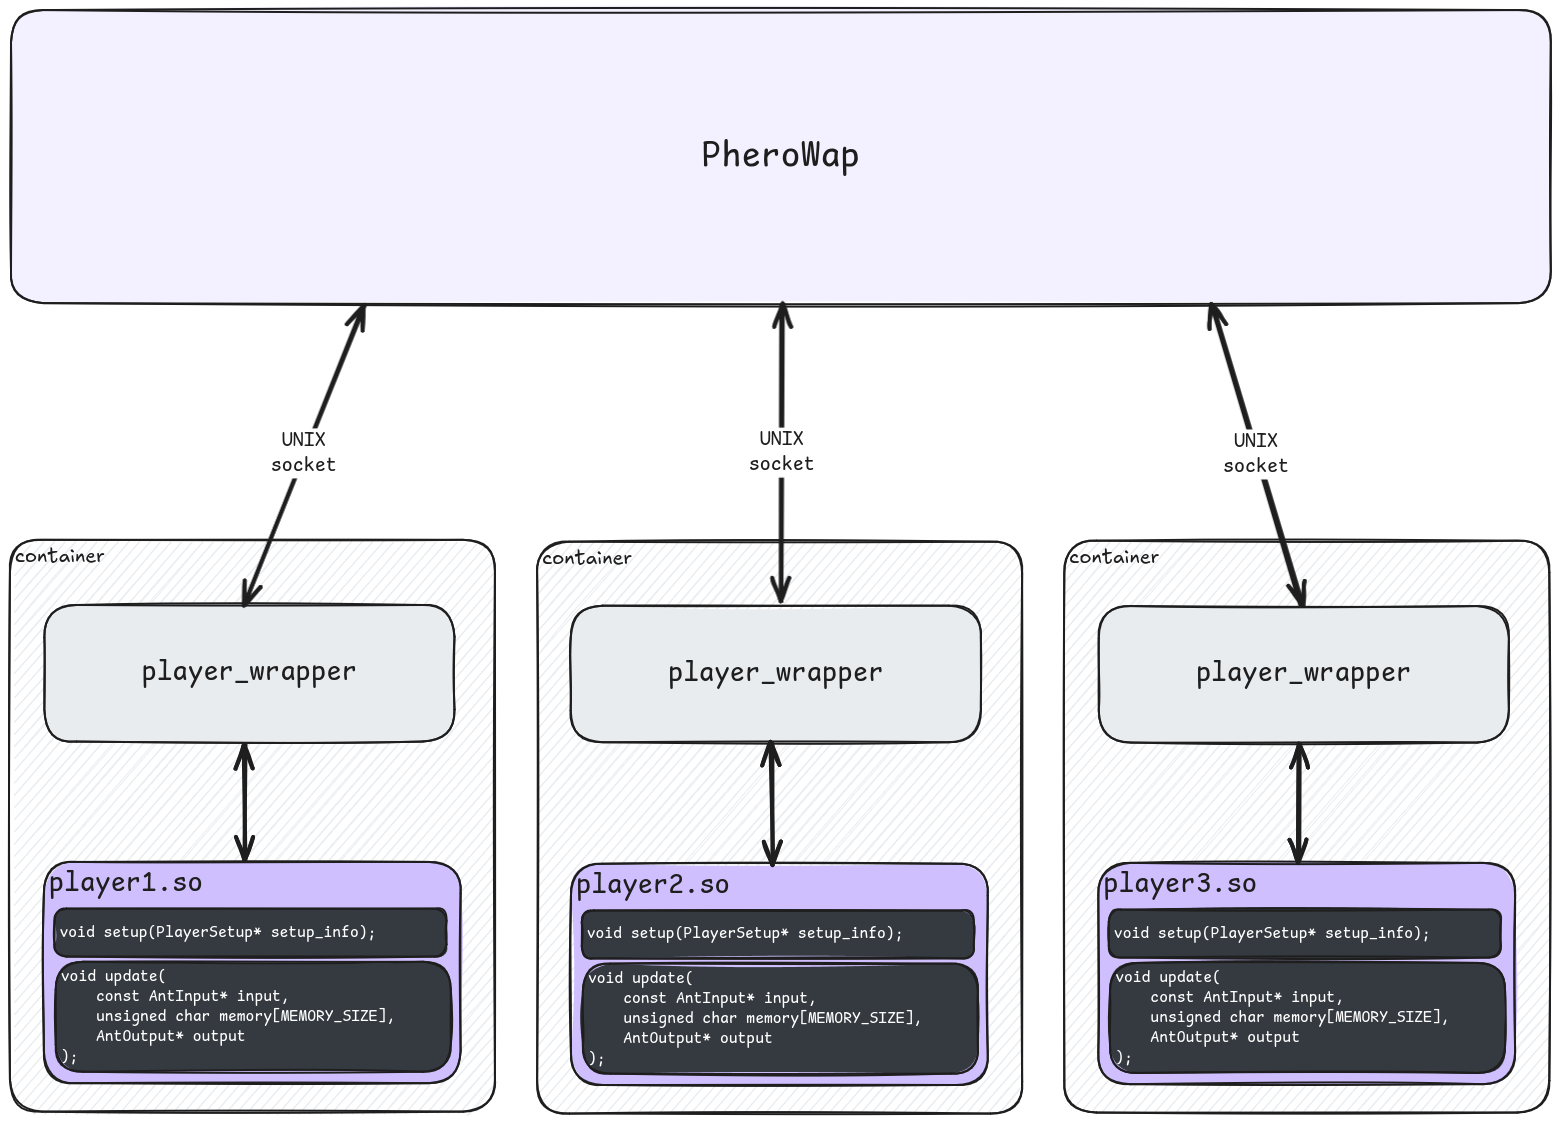 PheroWap
UNIX
socket
UNIX
socket
UNIX
socket
container
player_wrapper
player1.so
void setup(PlayerSetup* setup_info);
void update(
    const AntInput* input,
    unsigned char memory[MEMORY_SIZE],
    AntOutput* output
);
container
player_wrapper
player2.so
void setup(PlayerSetup* setup_info);
void update(
    const AntInput* input,
    unsigned char memory[MEMORY_SIZE],
    AntOutput* output
);
container
player_wrapper
player3.so
void setup(PlayerSetup* setup_info);
void update(
    const AntInput* input,
    unsigned char memory[MEMORY_SIZE],
    AntOutput* output
);